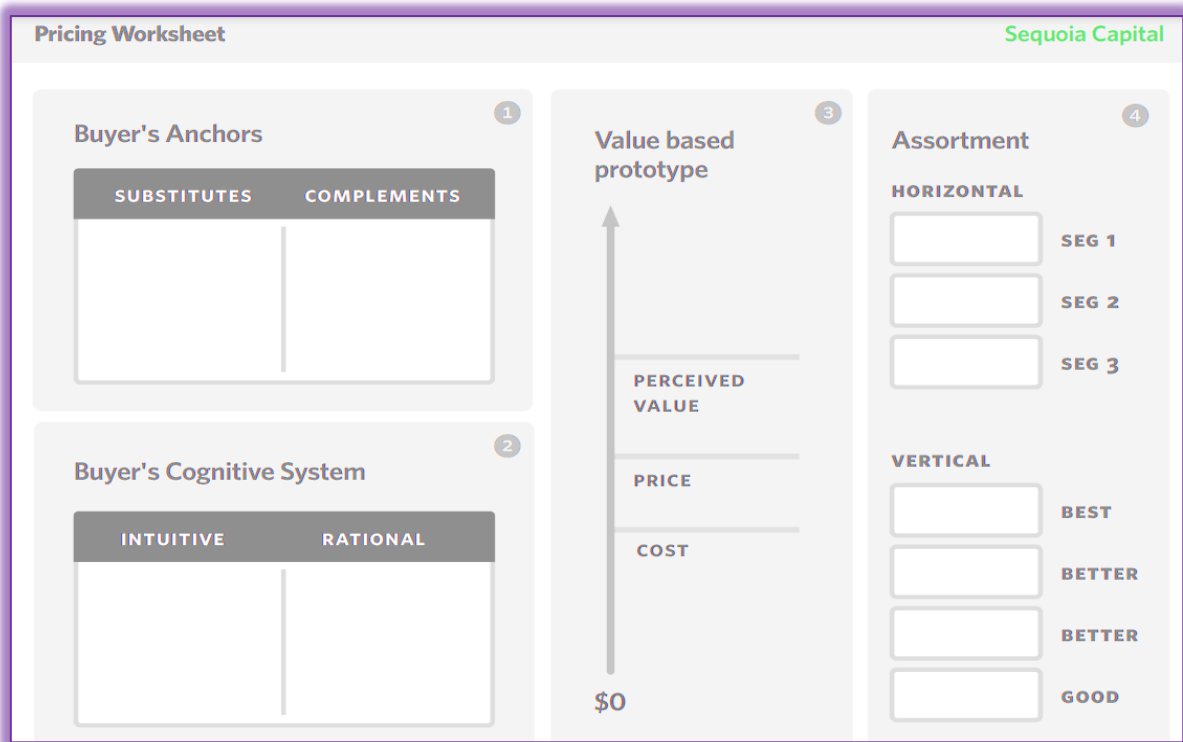 Pricing Worksheet
Sequoia Capital
1
Buyer's Anchors
SUBSTITUTES
COMPLEMENTS
2
Buyer's Cognitive System
INTUITIVE
RATIONAL
3
Value based
prototype
PERCEIVED
VALUE
PRICE
COST
$0
4
Assortment
HORIZONTAL
SEG 1
SEG 2
SEG 3
VERTICAL
BEST
BETTER
BETTER
GOOD